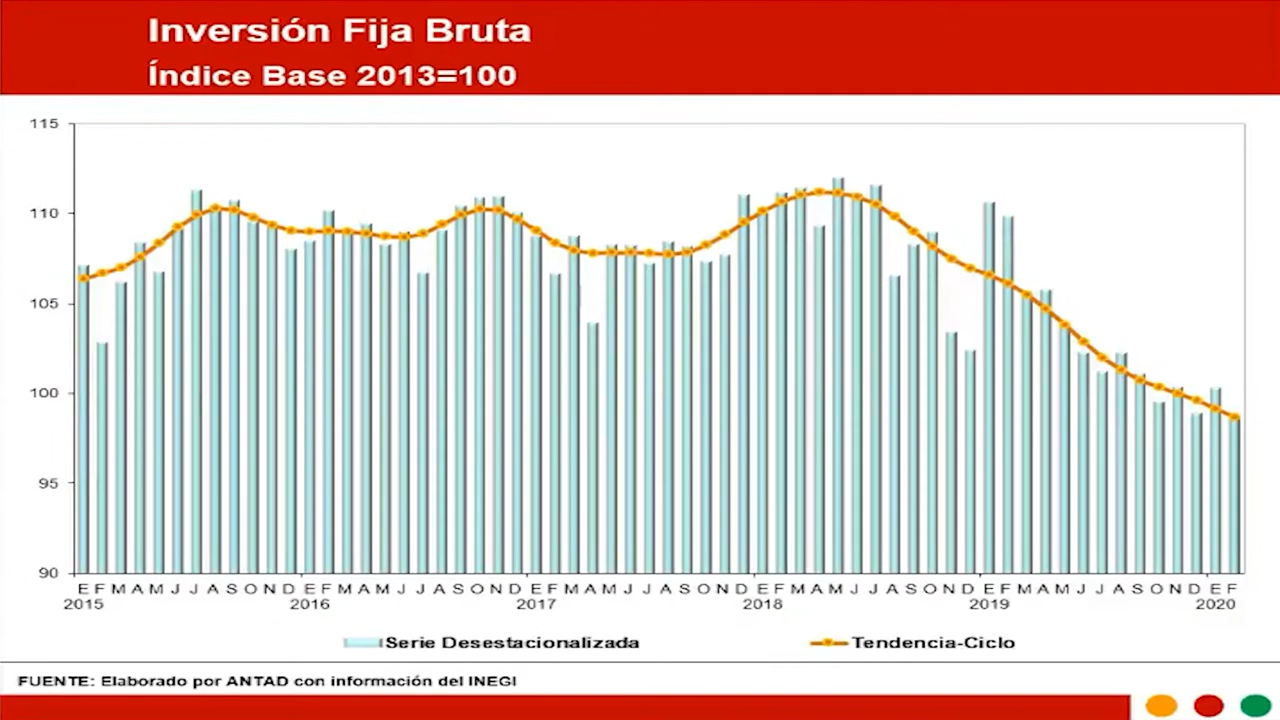 Inversión Fija Bruta
Índice Base 2013=100
115
110
105
100
95
90
E F M A M J J A S O N D E F M A M J J A S O N D E F M A M J J A S O N D E F M A M J J A S O N D E F M A M J J A S O N D E F
2015 2016 2017 2018 2019 2020
Serie Desestacionalizada Tendencia-Ciclo
FUENTE: Elaborado por ANTAD con información del INEGI